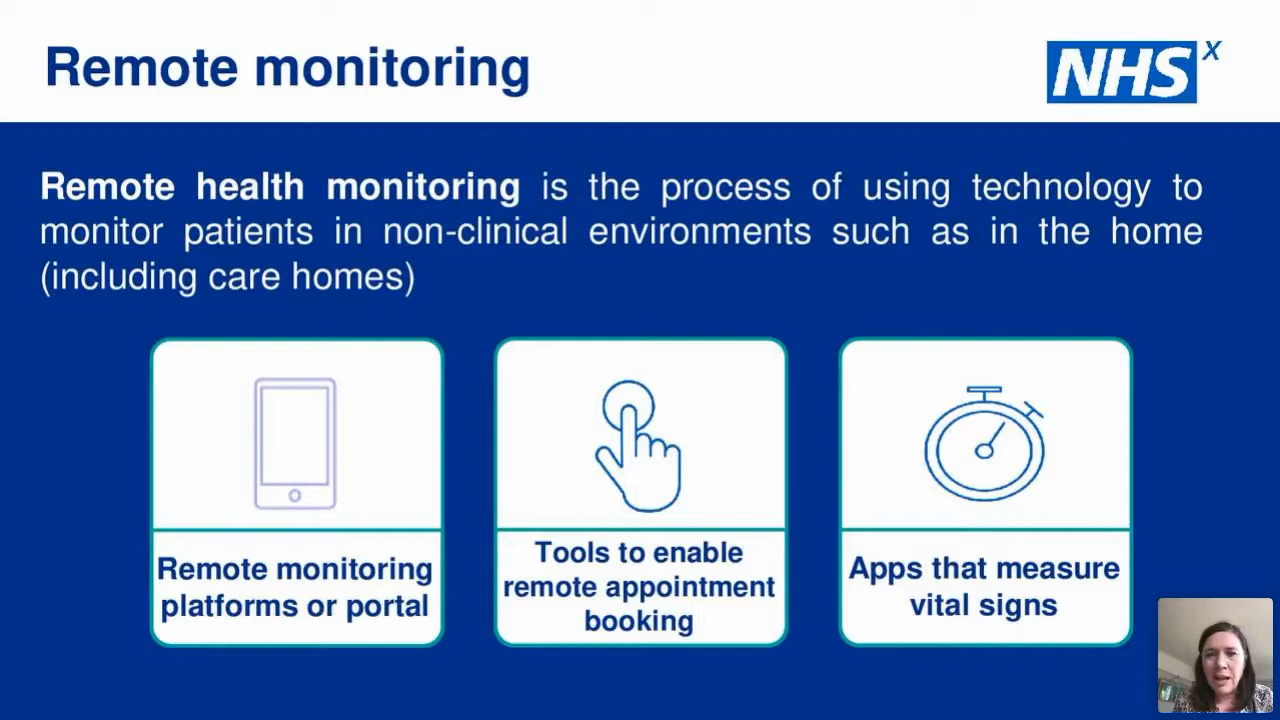 Remote monitoring
NHS X
Remote health monitoring is the process of using technology to
monitor patients in non-clinical environments such as in the home
(including care homes)
Remote monitoring
platforms or portal
Tools to enable
remote appointment
booking
Apps that measure
vital signs